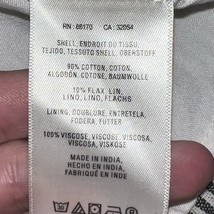 RN : 66170 CA : 32054
SHELL, ENDROIT DU TISSU,
TEJIDO, TESSUTO SHELL, OBERSTOFF
90% COTTON, COTON,
ALGODÓN, COTONE, BAUMWOLLE
10% FLAX LIN,
LINO, LINO, FLACHS
LINING, DOUBLURE, ENTRETELA,
FODERA, FUTTER
100% VISCOSE, VISCOSE, VISCOSA,
VISCOSA, VISKOSE
MADE IN INDIA,
HECHO EN INDIA,
FABRIQUÉ EN INDE